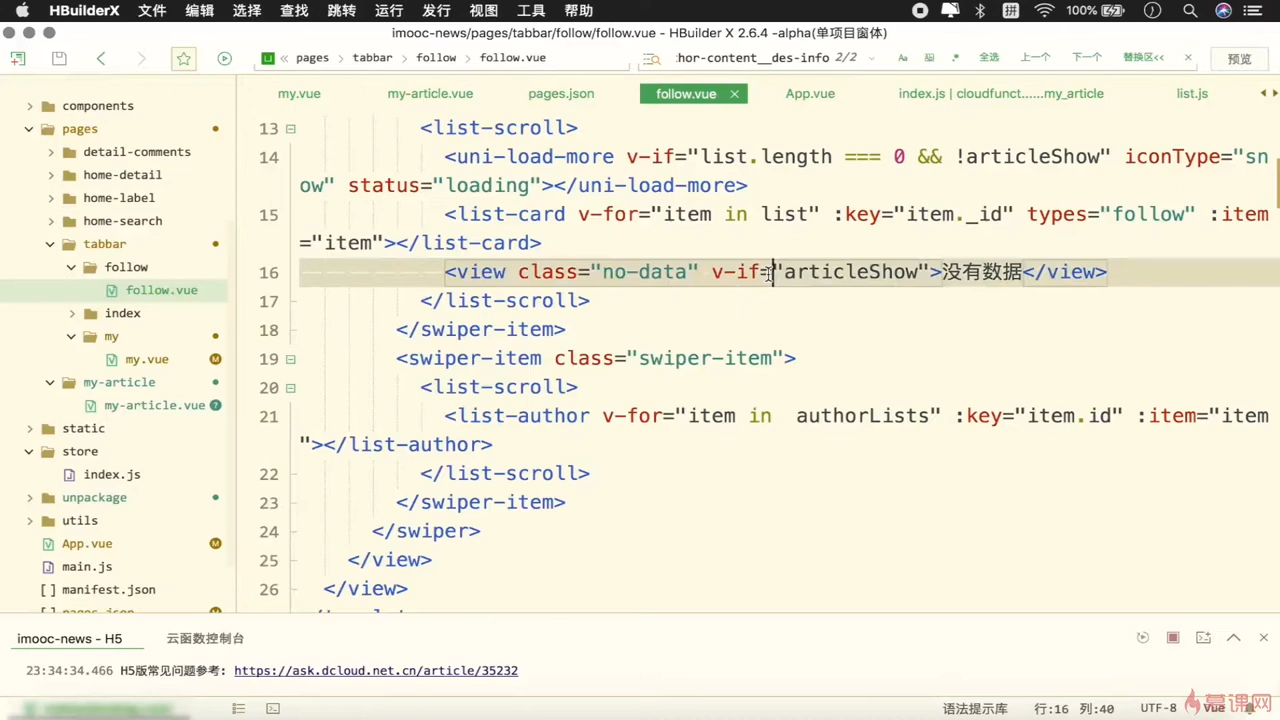 HBuilderX 文件 编辑 选择 查找 跳转 运行 发行 视图 工具 帮助 拼 100%
imooc-news/pages/tabbar/follow/follow.vue - HBuilder X 2.6.4 -alpha(单项目窗体)
pages tabbar follow follow.vue :hor-content__des-info 2/2 Aa .* 全选 上一个 下一个 替换区<< 预览
my.vue my-article.vue pages.json follow.vue App.vue index.js | cloudfunct......my_article list.js
components
pages
detail-comments
home-detail
home-label
home-search
tabbar
follow
follow.vue
index
my
my.vue M
my-article
my-article.vue ?
static
store
index.js
unpackage
utils
App.vue M
main.js
[ ] manifest.json
[ ] pages.json
13 <list-scroll>
14 <uni-load-more v-if="list.length === 0 && !articleShow" iconType="sn
ow" status="loading"></uni-load-more>
15 <list-card v-for="item in list" :key="item._id" types="follow" :item
="item"></list-card>
16 <view class="no-data" v-if="articleShow">没有数据</view>
17 </list-scroll>
18 </swiper-item>
19 <swiper-item class="swiper-item">
20 <list-scroll>
21 <list-author v-for="item in  authorLists" :key="item.id" :item="item
"></list-author>
22 </list-scroll>
23 </swiper-item>
24 </swiper>
25 </view>
26 </view>
imooc-news - H5 云函数控制台
23:34:34.466 H5版常见问题参考: https://ask.dcloud.net.cn/article/35232
语法提示库 行:16 列:40 UTF-8 Vue
慕课网